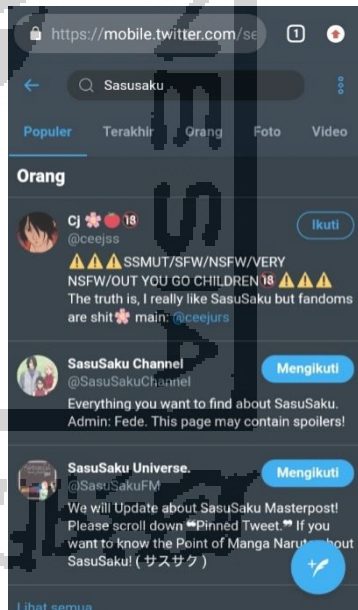 https://mobile.twitter.com/se
1
Sasusaku
Populer Terakhir Orang Foto Video
Orang
Cj 🌸🍅🔞 Ikuti
@ceejss
⚠️⚠️⚠️SSMUT/SFW/NSFW/VERY
NSFW/OUT YOU GO CHILDREN🔞⚠️⚠️⚠️
The truth is, I really like SasuSaku but fandoms
are shit🌸 main: @ceejurs
SasuSaku Channel Mengikuti
@SasuSakuChannel
Everything you want to find about SasuSaku.
Admin: Fede. This page may contain spoilers!
SasuSaku Universe. Mengikuti
@SasuSakuFM
We will Update about SasuSaku Masterpost!
Please scroll down ❝Pinned Tweet.❞ If you
want to know the Point of Manga Naruto about
SasuSaku! ( サスサケ )
Lihat semua